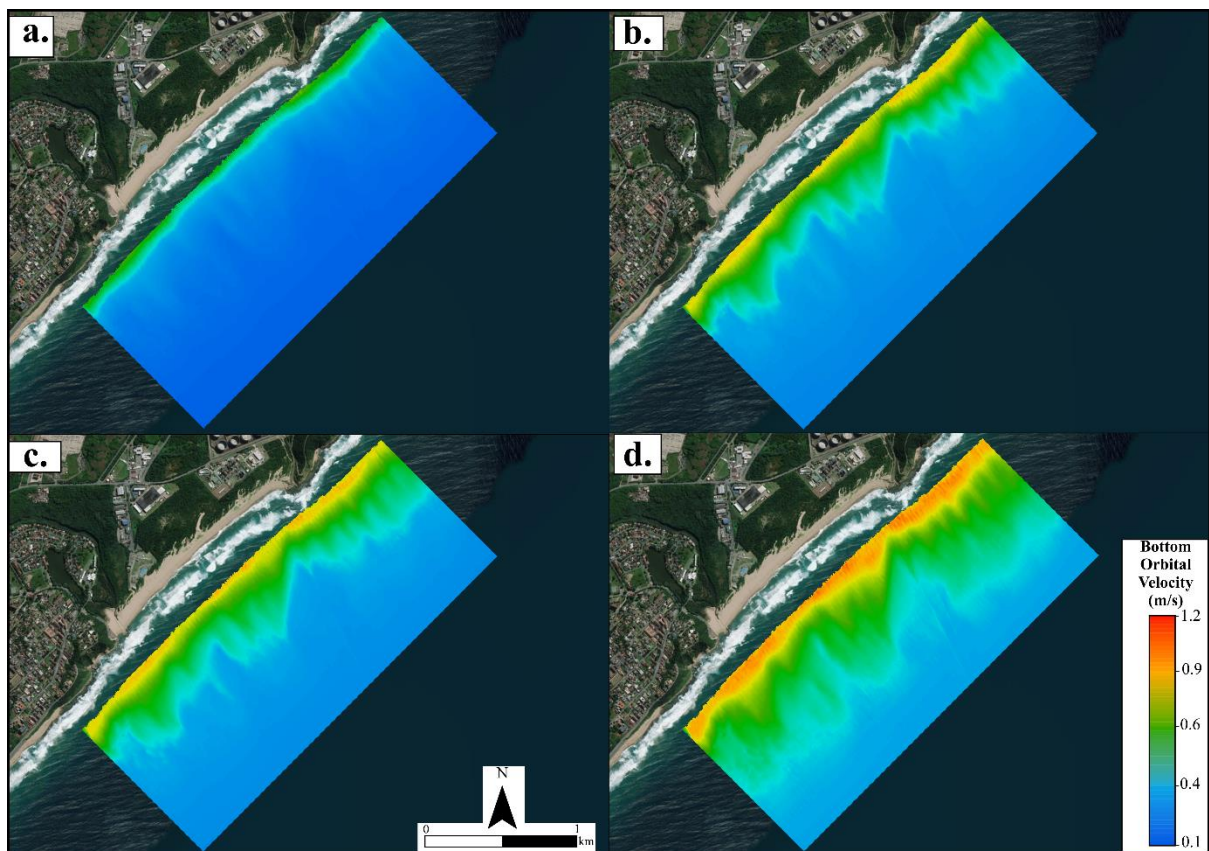 a.
b.
c.
d.
N
0 1
km
Bottom
Orbital
Velocity
(m/s)
1.2
0.9
0.6
0.4
0.1